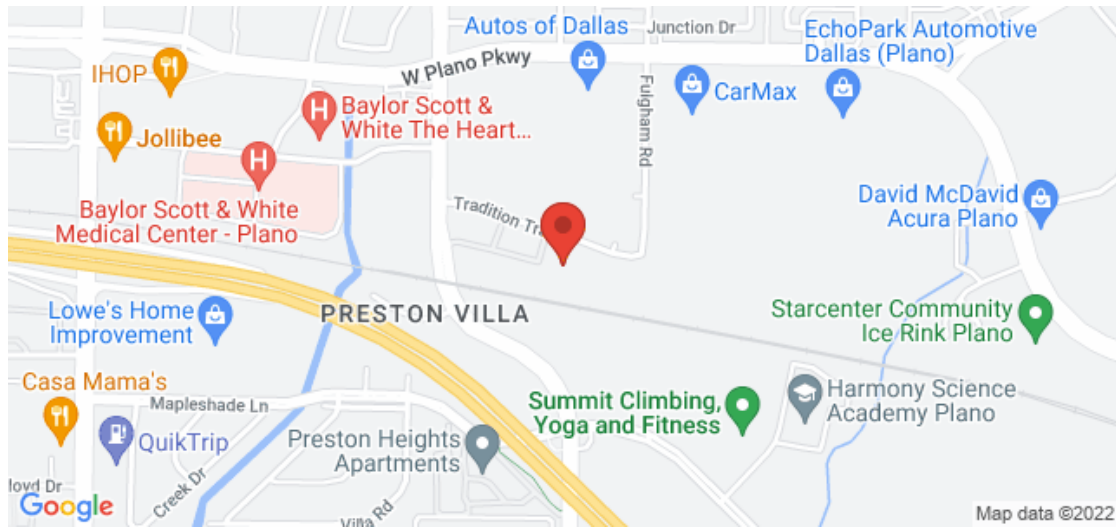 Autos of Dallas
Junction Dr
EchoPark Automotive
Dallas (Plano)
IHOP
W Plano Pkwy
CarMax
Fulgham Rd
Baylor Scott &
White The Heart...
Jollibee
Baylor Scott & White
Medical Center - Plano
Tradition
David McDavid
Acura Plano
PRESTON VILLA
Lowe's Home
Improvement
Starcenter Community
Ice Rink Plano
Casa Mama's
Mapleshade Ln
Summit Climbing,
Yoga and Fitness
Harmony Science
Academy Plano
QuikTrip
Preston Heights
Apartments
Creek Dr
Villa Rd
Google
Map data ©2022